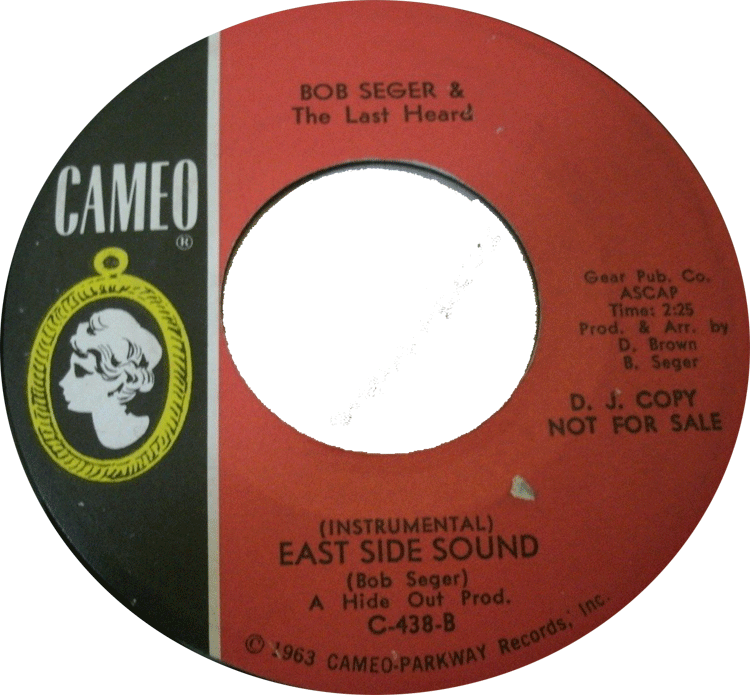 BOB SEGER &
The Last Heard
CAMEO
®
Gear Pub. Co.
ASCAP
Time: 2:25
Prod. & Arr. by
D. Brown
B. Seger
D. J. COPY
NOT FOR SALE
(INSTRUMENTAL)
EAST SIDE SOUND
(Bob Seger)
A Hide Out Prod.
C-438-B
© 1963 CAMEO-PARKWAY Records, Inc.